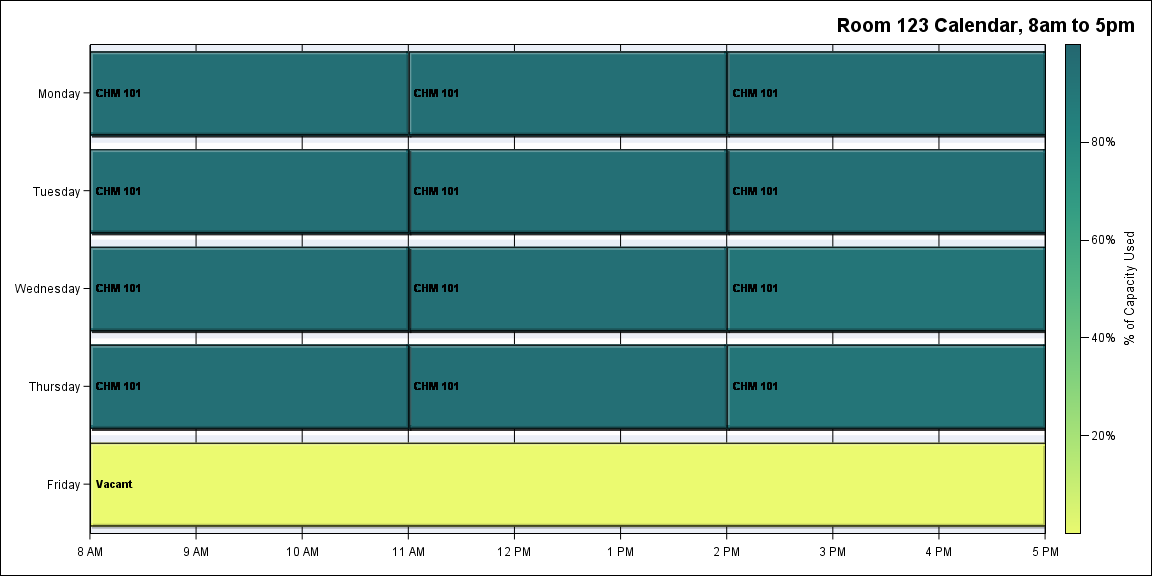 Room 123 Calendar, 8am to 5pm
Monday CHM 101 CHM 101 CHM 101
80%
Tuesday CHM 101 CHM 101 CHM 101
60%
Wednesday CHM 101 CHM 101 CHM 101
% of Capacity Used
40%
Thursday CHM 101 CHM 101 CHM 101
20%
Friday Vacant
8 AM 9 AM 10 AM 11 AM 12 PM 1 PM 2 PM 3 PM 4 PM 5 PM